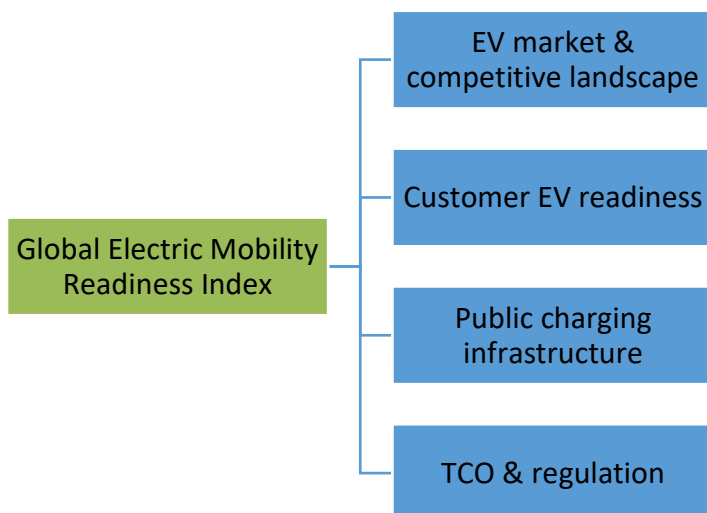 EV market &
competitive landscape
Customer EV readiness
Global Electric Mobility
Readiness Index
Public charging
infrastructure
TCO & regulation